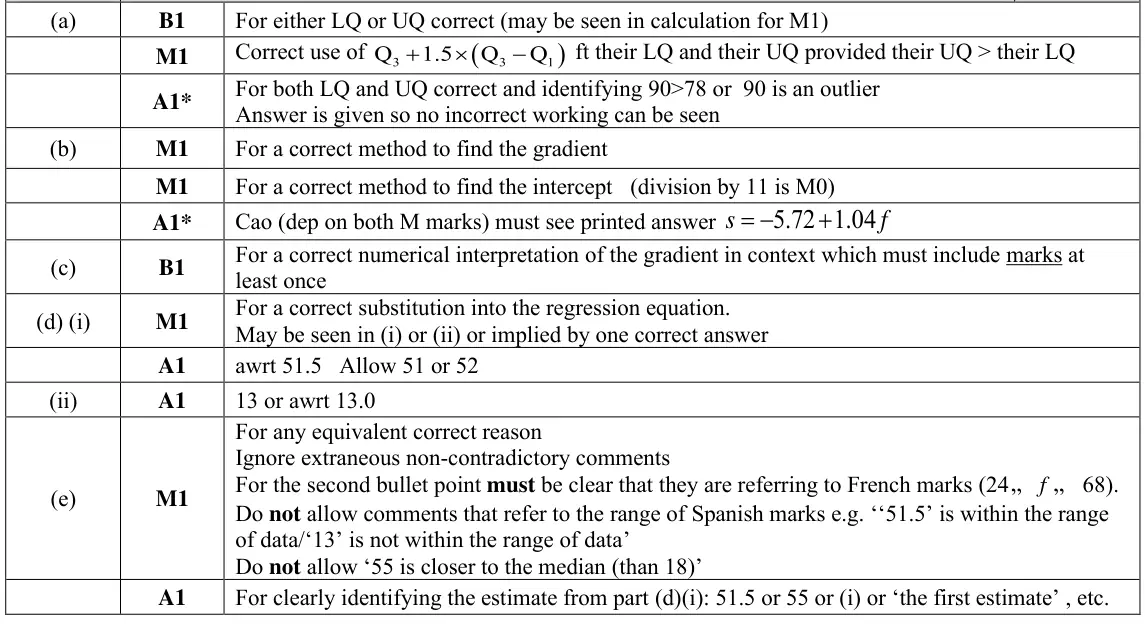 (a) B1 For either LQ or UQ correct (may be seen in calculation for M1)
M1 Correct use of Q₃ + 1.5 × (Q₃ − Q₁) ft their LQ and their UQ provided their UQ > their LQ
A1* For both LQ and UQ correct and identifying 90>78 or 90 is an outlier
Answer is given so no incorrect working can be seen
(b) M1 For a correct method to find the gradient
M1 For a correct method to find the intercept (division by 11 is M0)
A1* Cao (dep on both M marks) must see printed answer s = −5.72 + 1.04 f
(c) B1 For a correct numerical interpretation of the gradient in context which must include marks at
least once
(d) (i) M1 For a correct substitution into the regression equation.
May be seen in (i) or (ii) or implied by one correct answer
A1 awrt 51.5 Allow 51 or 52
(ii) A1 13 or awrt 13.0
(e) M1 For any equivalent correct reason
Ignore extraneous non-contradictory comments
For the second bullet point must be clear that they are referring to French marks (24 „ f „ 68).
Do not allow comments that refer to the range of Spanish marks e.g. ‘‘51.5’ is within the range
of data/‘13’ is not within the range of data’
Do not allow ‘55 is closer to the median (than 18)’
A1 For clearly identifying the estimate from part (d)(i): 51.5 or 55 or (i) or ‘the first estimate’ , etc.